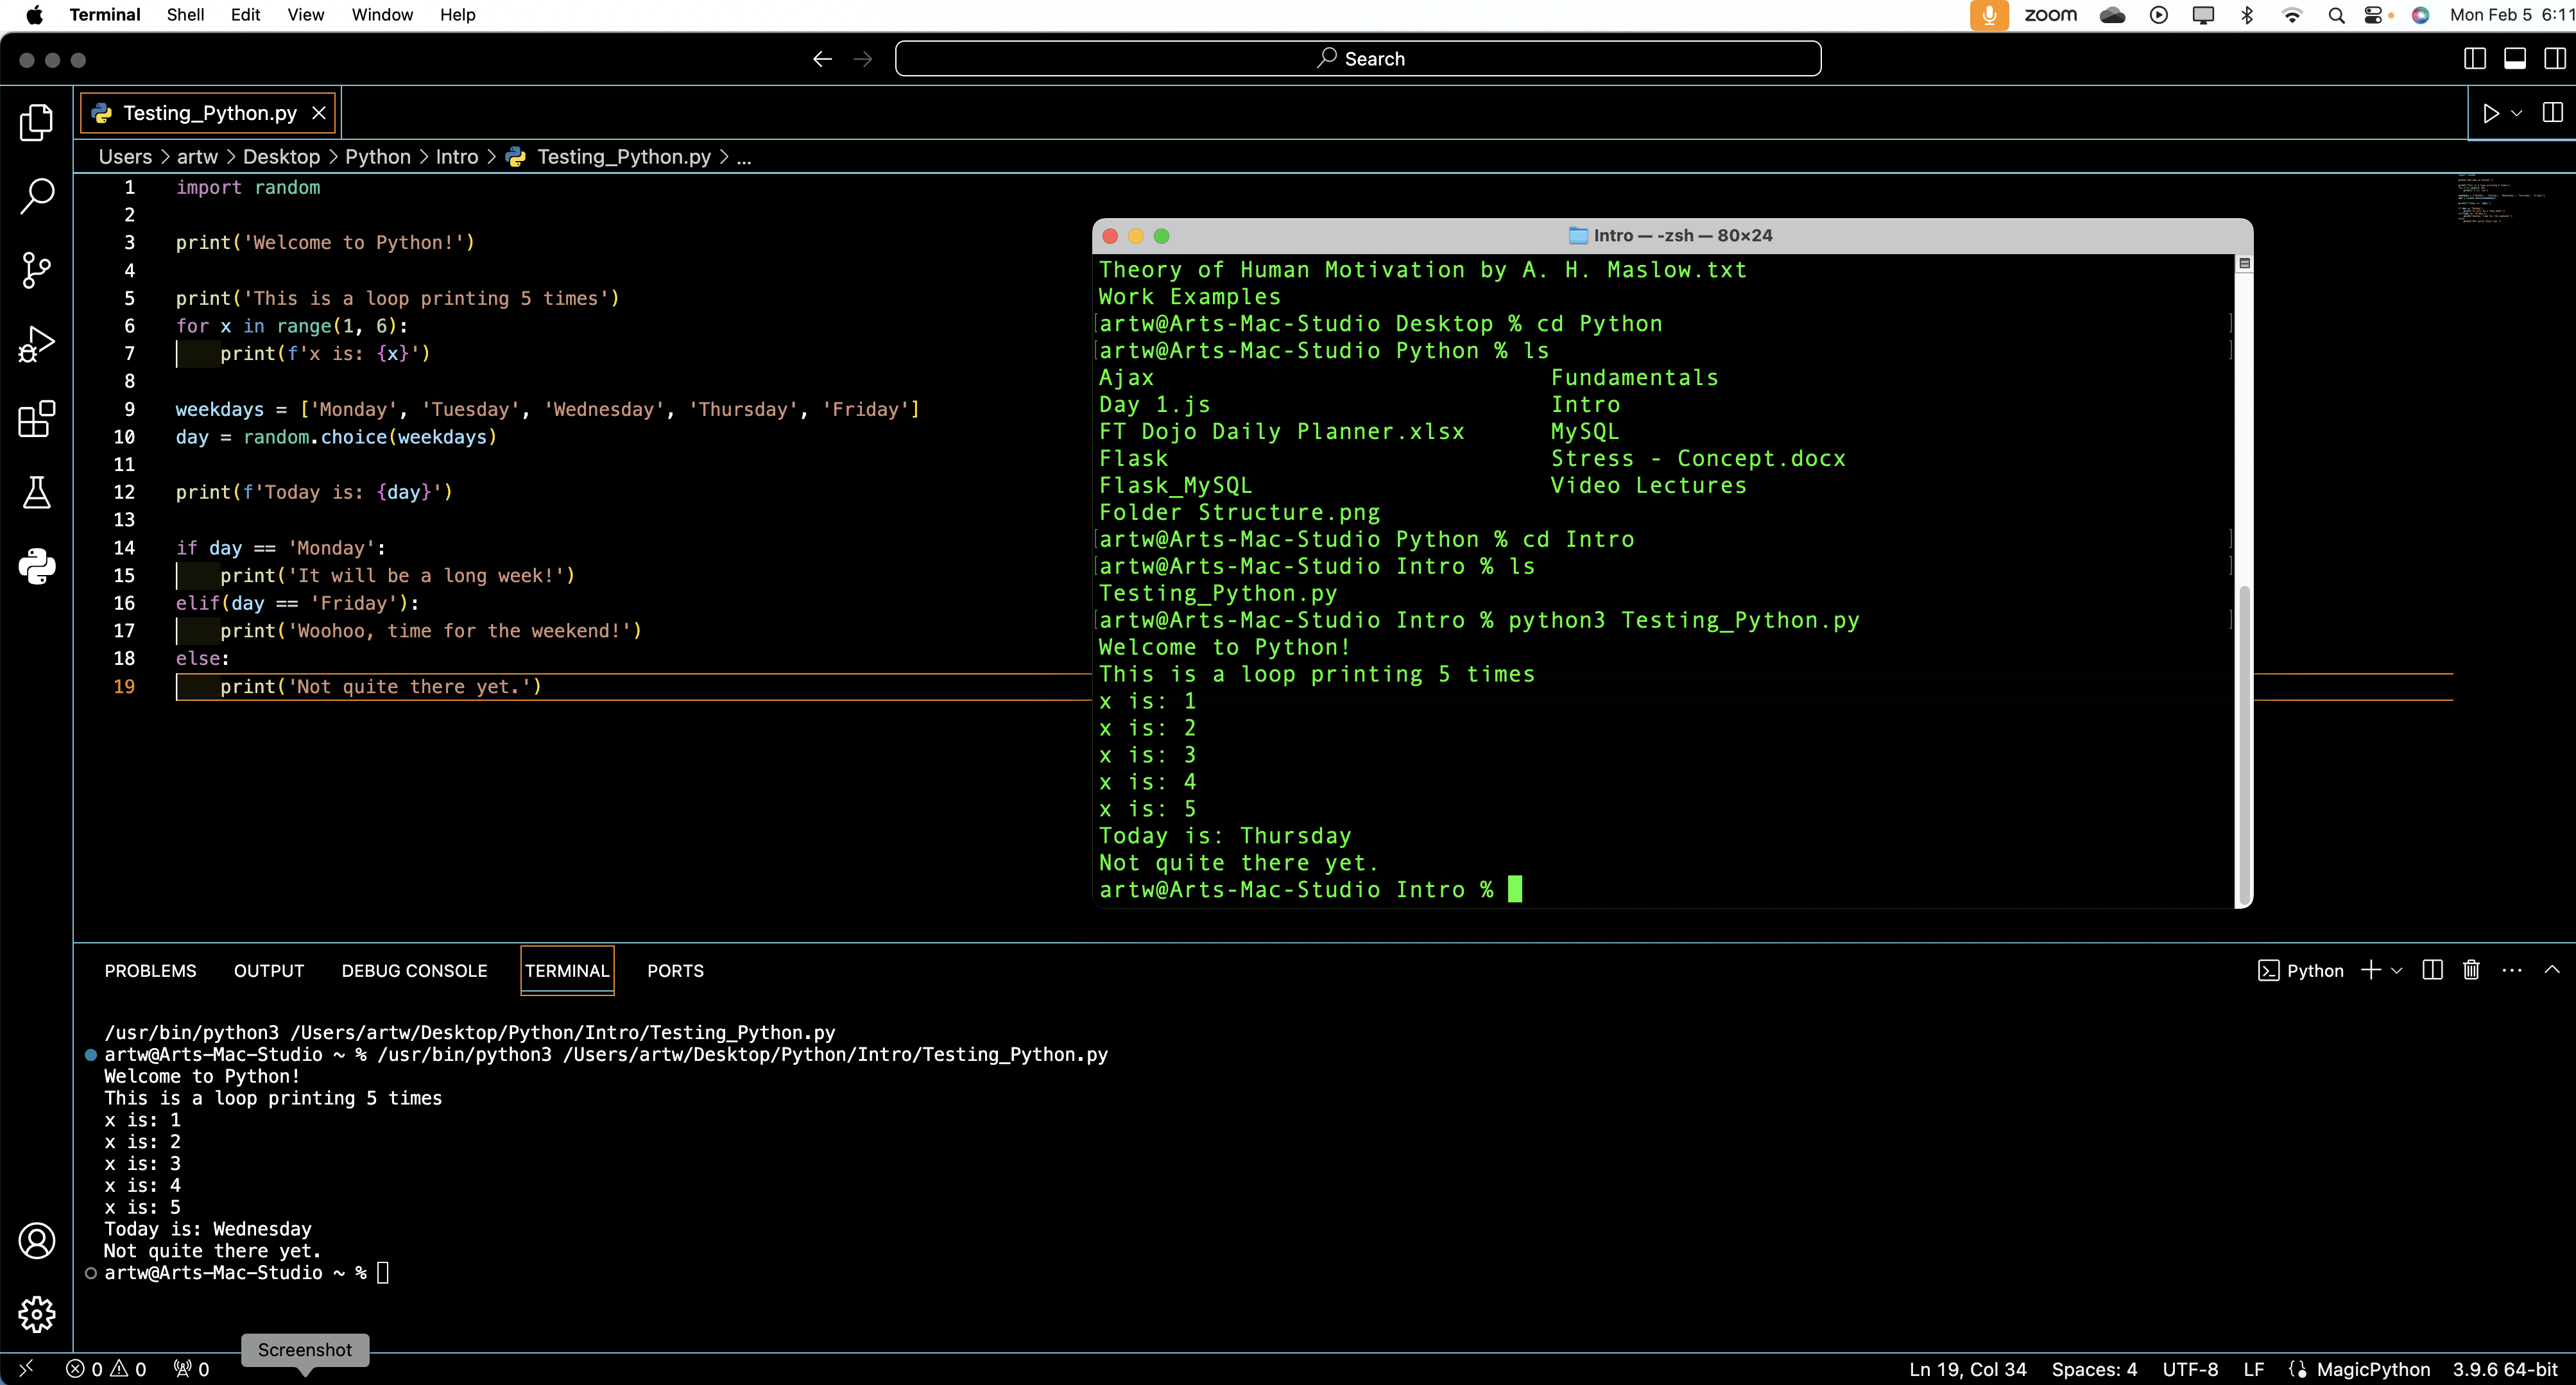 Terminal Shell Edit View Window Help zoom Mon Feb 5 6:11
Search
Testing_Python.py
Users > artw > Desktop > Python > Intro > Testing_Python.py > ...
1 import random
2
3 print('Welcome to Python!')
4
5 print('This is a loop printing 5 times')
6 for x in range(1, 6):
7     print(f'x is: {x}')
8
9 weekdays = ['Monday', 'Tuesday', 'Wednesday', 'Thursday', 'Friday']
10 day = random.choice(weekdays)
11
12 print(f'Today is: {day}')
13
14 if day == 'Monday':
15     print('It will be a long week!')
16 elif(day == 'Friday'):
17     print('Woohoo, time for the weekend!')
18 else:
19     print('Not quite there yet.')
Intro — -zsh — 80×24
Theory of Human Motivation by A. H. Maslow.txt
Work Examples
[artw@Arts-Mac-Studio Desktop % cd Python ]
[artw@Arts-Mac-Studio Python % ls ]
Ajax Fundamentals
Day 1.js Intro
FT Dojo Daily Planner.xlsx MySQL
Flask Stress - Concept.docx
Flask_MySQL Video Lectures
Folder Structure.png
[artw@Arts-Mac-Studio Python % cd Intro ]
[artw@Arts-Mac-Studio Intro % ls ]
Testing_Python.py
[artw@Arts-Mac-Studio Intro % python3 Testing_Python.py ]
Welcome to Python!
This is a loop printing 5 times
x is: 1
x is: 2
x is: 3
x is: 4
x is: 5
Today is: Thursday
Not quite there yet.
artw@Arts-Mac-Studio Intro %
PROBLEMS OUTPUT DEBUG CONSOLE TERMINAL PORTS Python
/usr/bin/python3 /Users/artw/Desktop/Python/Intro/Testing_Python.py
artw@Arts-Mac-Studio ~ % /usr/bin/python3 /Users/artw/Desktop/Python/Intro/Testing_Python.py
Welcome to Python!
This is a loop printing 5 times
x is: 1
x is: 2
x is: 3
x is: 4
x is: 5
Today is: Wednesday
Not quite there yet.
artw@Arts-Mac-Studio ~ %
Screenshot
0 0 0 Ln 19, Col 34 Spaces: 4 UTF-8 LF MagicPython 3.9.6 64-bit